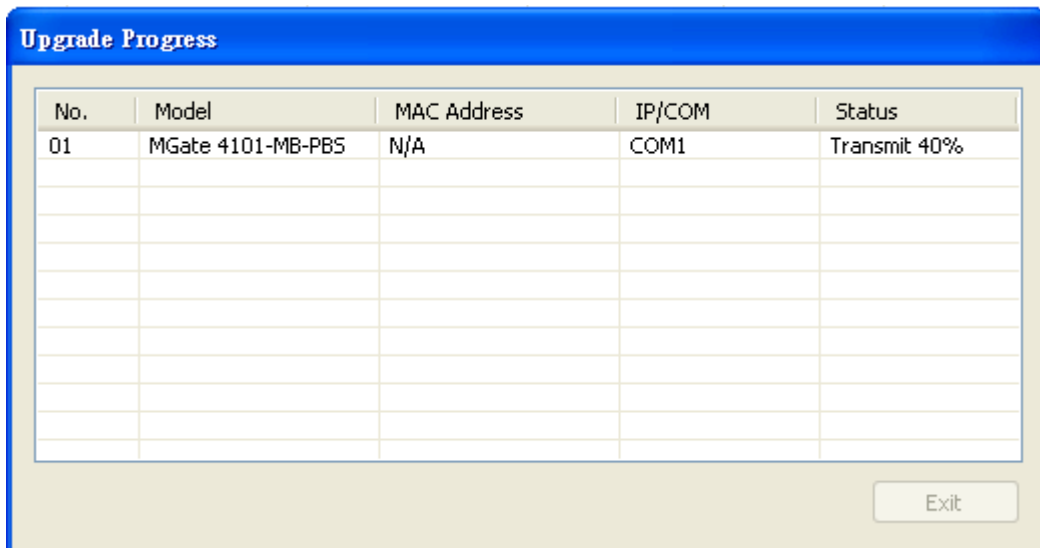 Upgrade Progress
No. Model MAC Address IP/COM Status
01 MGate 4101-MB-PBS N/A COM1 Transmit 40%
Exit